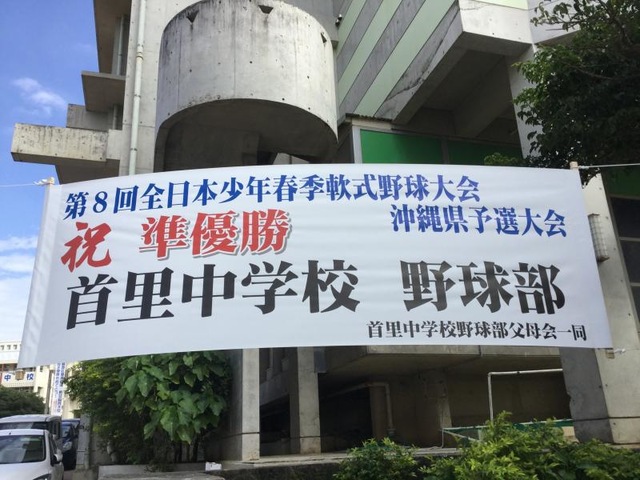 第8回全日本少年春季軟式野球大会
沖縄県予選大会
祝 準優勝
首里中学校 野球部
首里中学校野球部父母会一同
中校